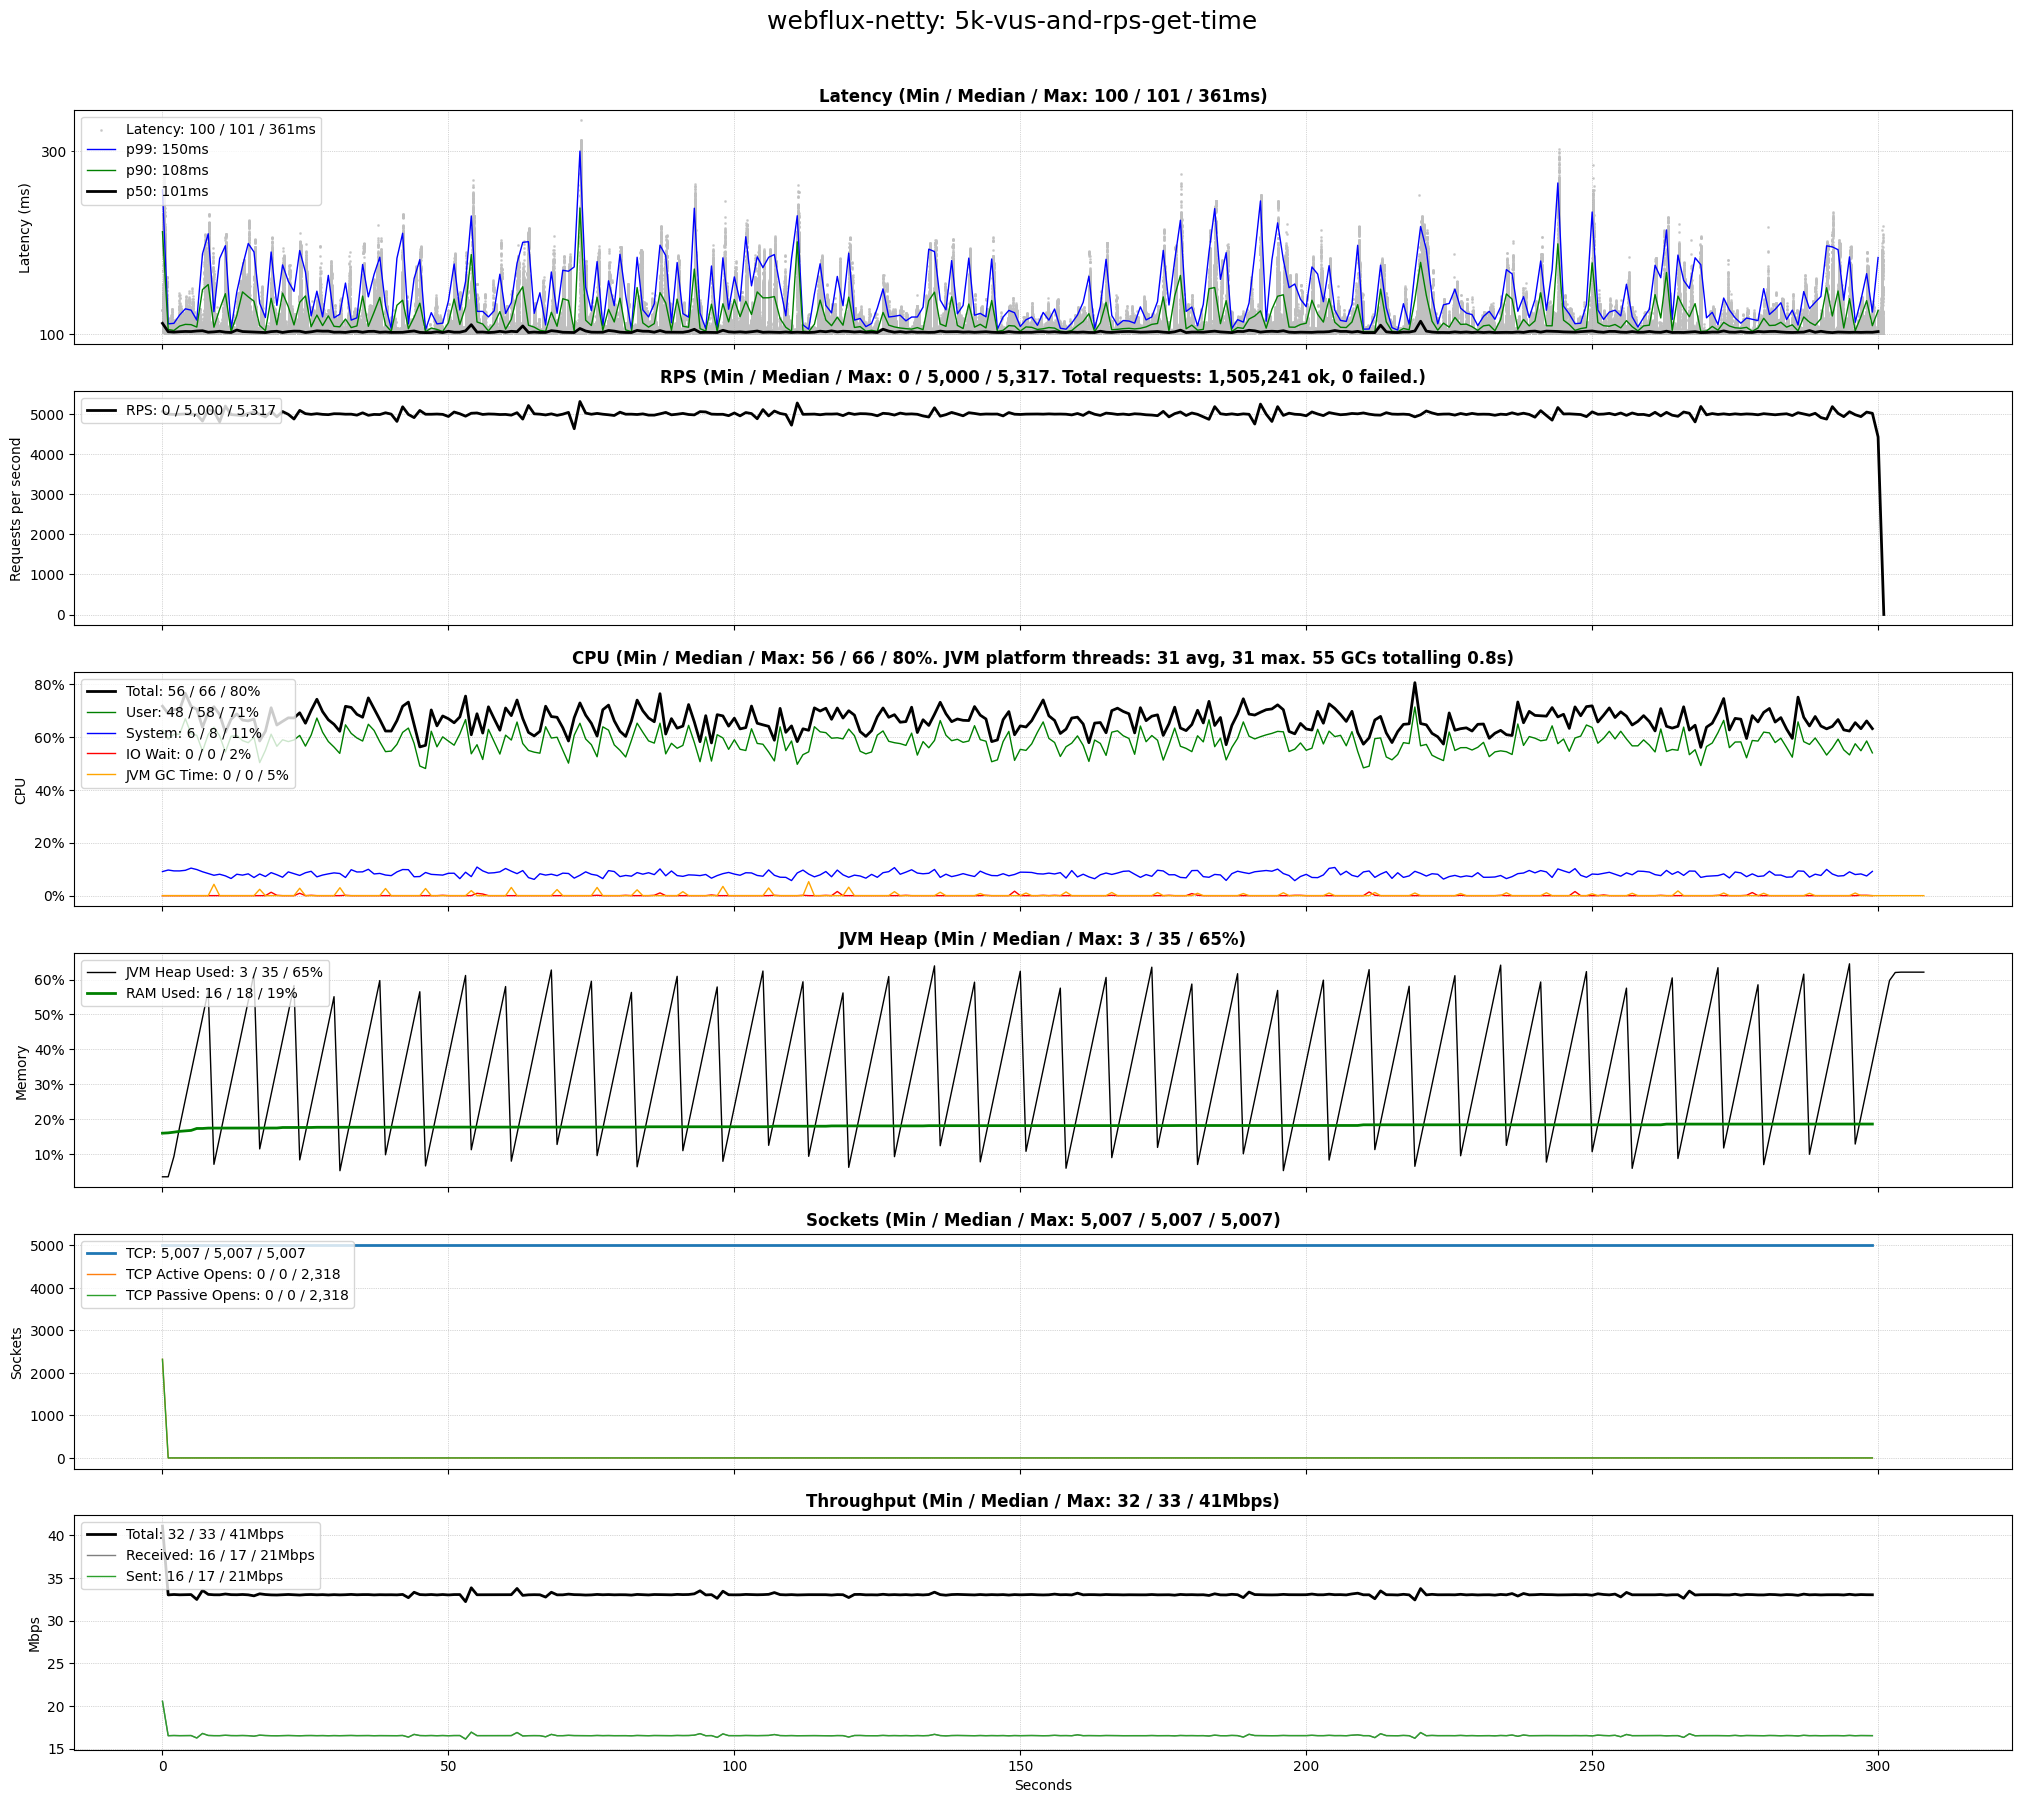 webflux-netty: 5k-vus-and-rps-get-time
Latency (Min / Median / Max: 100 / 101 / 361ms)
Latency: 100 / 101 / 361ms
p99: 150ms
p90: 108ms
p50: 101ms
300
100
Latency (ms)
RPS (Min / Median / Max: 0 / 5,000 / 5,317. Total requests: 1,505,241 ok, 0 failed.)
RPS: 0 / 5,000 / 5,317
5000
4000
3000
2000
1000
0
Requests per second
CPU (Min / Median / Max: 56 / 66 / 80%. JVM platform threads: 31 avg, 31 max. 55 GCs totalling 0.8s)
Total: 56 / 66 / 80%
User: 48 / 58 / 71%
System: 6 / 8 / 11%
IO Wait: 0 / 0 / 2%
JVM GC Time: 0 / 0 / 5%
80%
60%
40%
20%
0%
CPU
JVM Heap (Min / Median / Max: 3 / 35 / 65%)
JVM Heap Used: 3 / 35 / 65%
RAM Used: 16 / 18 / 19%
60%
50%
40%
30%
20%
10%
Memory
Sockets (Min / Median / Max: 5,007 / 5,007 / 5,007)
TCP: 5,007 / 5,007 / 5,007
TCP Active Opens: 0 / 0 / 2,318
TCP Passive Opens: 0 / 0 / 2,318
5000
4000
3000
2000
1000
0
Sockets
Throughput (Min / Median / Max: 32 / 33 / 41Mbps)
Total: 32 / 33 / 41Mbps
Received: 16 / 17 / 21Mbps
Sent: 16 / 17 / 21Mbps
40
35
30
25
20
15
Mbps
0 50 100 150 200 250 300
Seconds